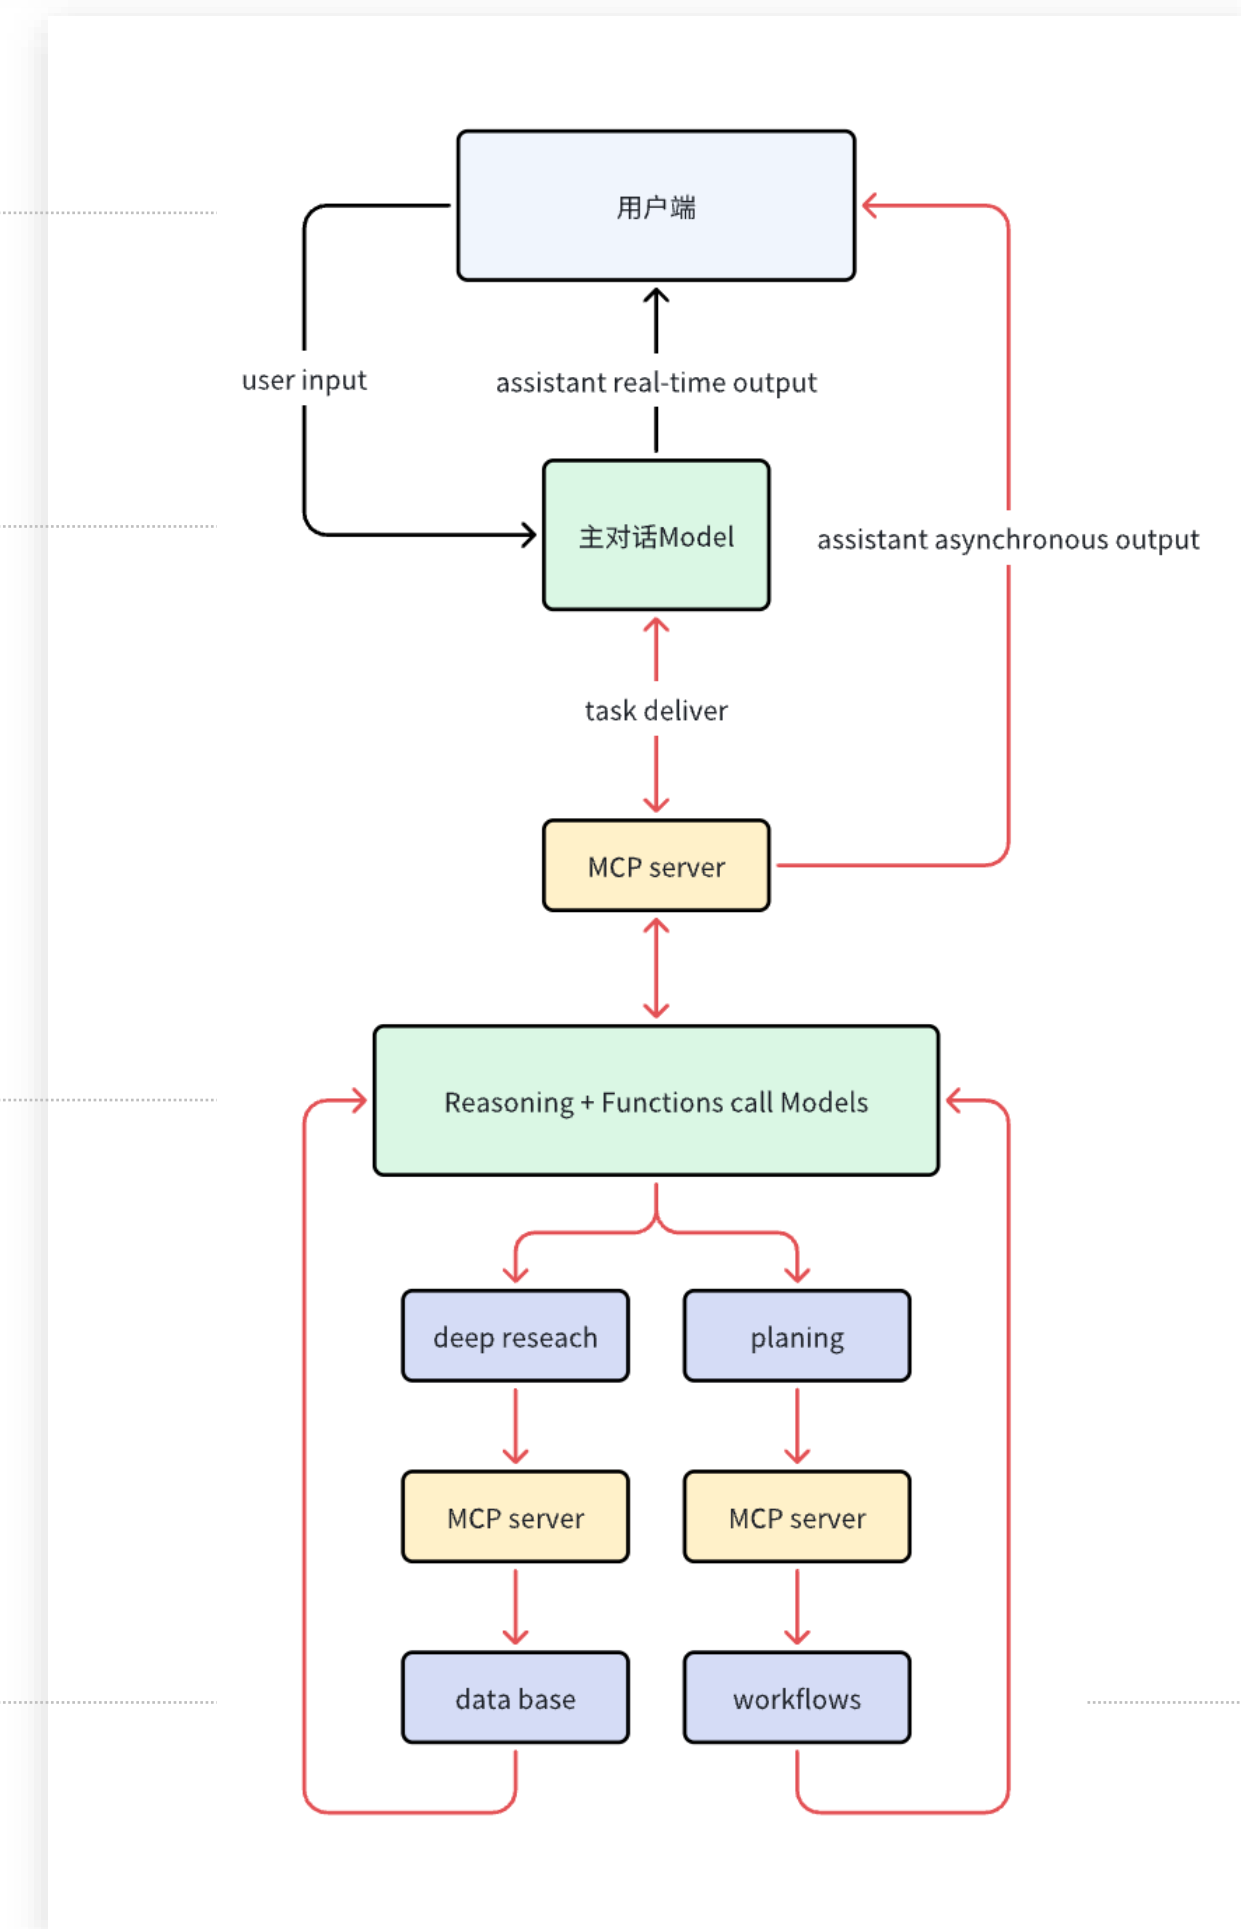 用户端
user input
assistant real-time output
主对话Model
assistant asynchronous output
task deliver
MCP server
Reasoning + Functions call Models
deep reseach
planing
MCP server
MCP server
data base
workflows